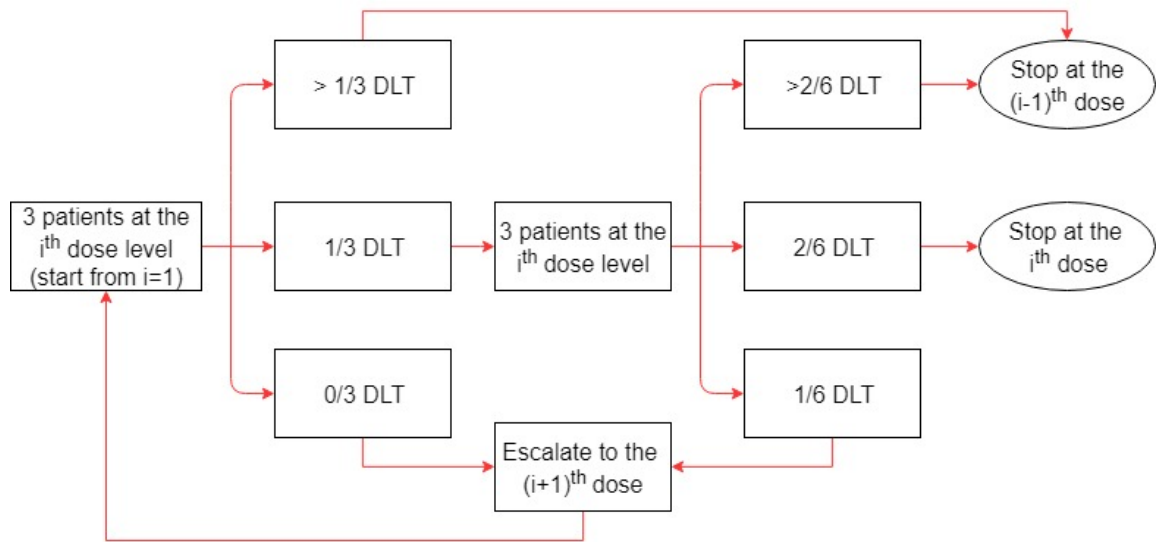 > 1/3 DLT
>2/6 DLT
Stop at the
(i-1)th dose
3 patients at the
ith dose level
(start from i=1)
1/3 DLT
3 patients at the
ith dose level
2/6 DLT
Stop at the
ith dose
0/3 DLT
1/6 DLT
Escalate to the
(i+1)th dose